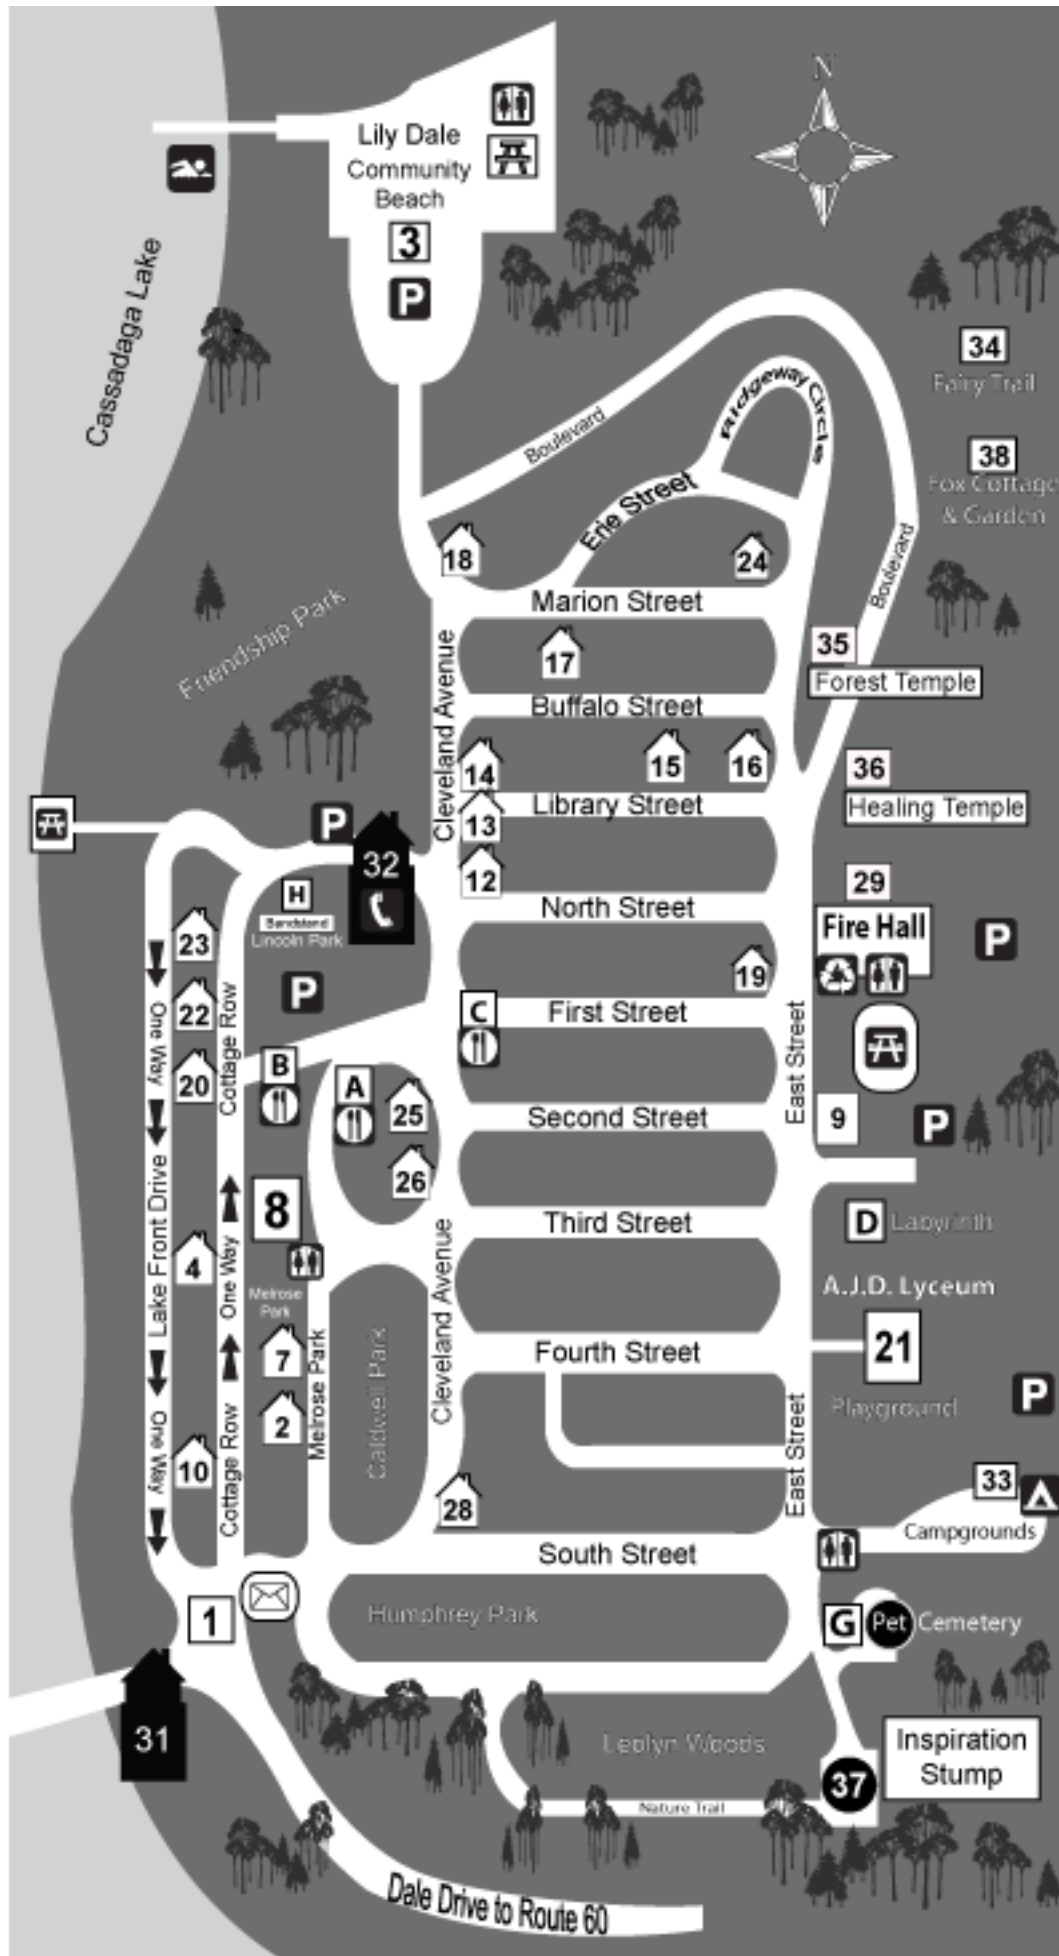 N
Lily Dale
Community
Beach
3
P
Cassadaga Lake
34
Fairy Trail
Ridgeway Circle
Boulevard
38
Fox Cottage
& Garden
Erie Street
18
24
Boulevard
Marion Street
Friendship Park
Cleveland Avenue
17
35
Forest Temple
Buffalo Street
14
15
16
36
Healing Temple
Library Street
13
P
32
12
29
Fire Hall
H
Bandstand
Lincoln Park
North Street
P
23
19
P
22
C
First Street
One Way
Cottage Row
East Street
20
B
A
25
Second Street
9
P
26
8
Third Street
D
Labyrinth
Lake Front Drive
4
One Way
Melrose
Park
Cleveland Avenue
A.J.D. Lyceum
21
7
Melrose Park
Caldwell Park
Fourth Street
Playground
P
2
One Way
Cottage Row
10
East Street
28
33
Campgrounds
South Street
1
Humphrey Park
G
Pet
Cemetery
31
Leolyn Woods
Inspiration
Stump
37
Nature Trail
Dale Drive to Route 60